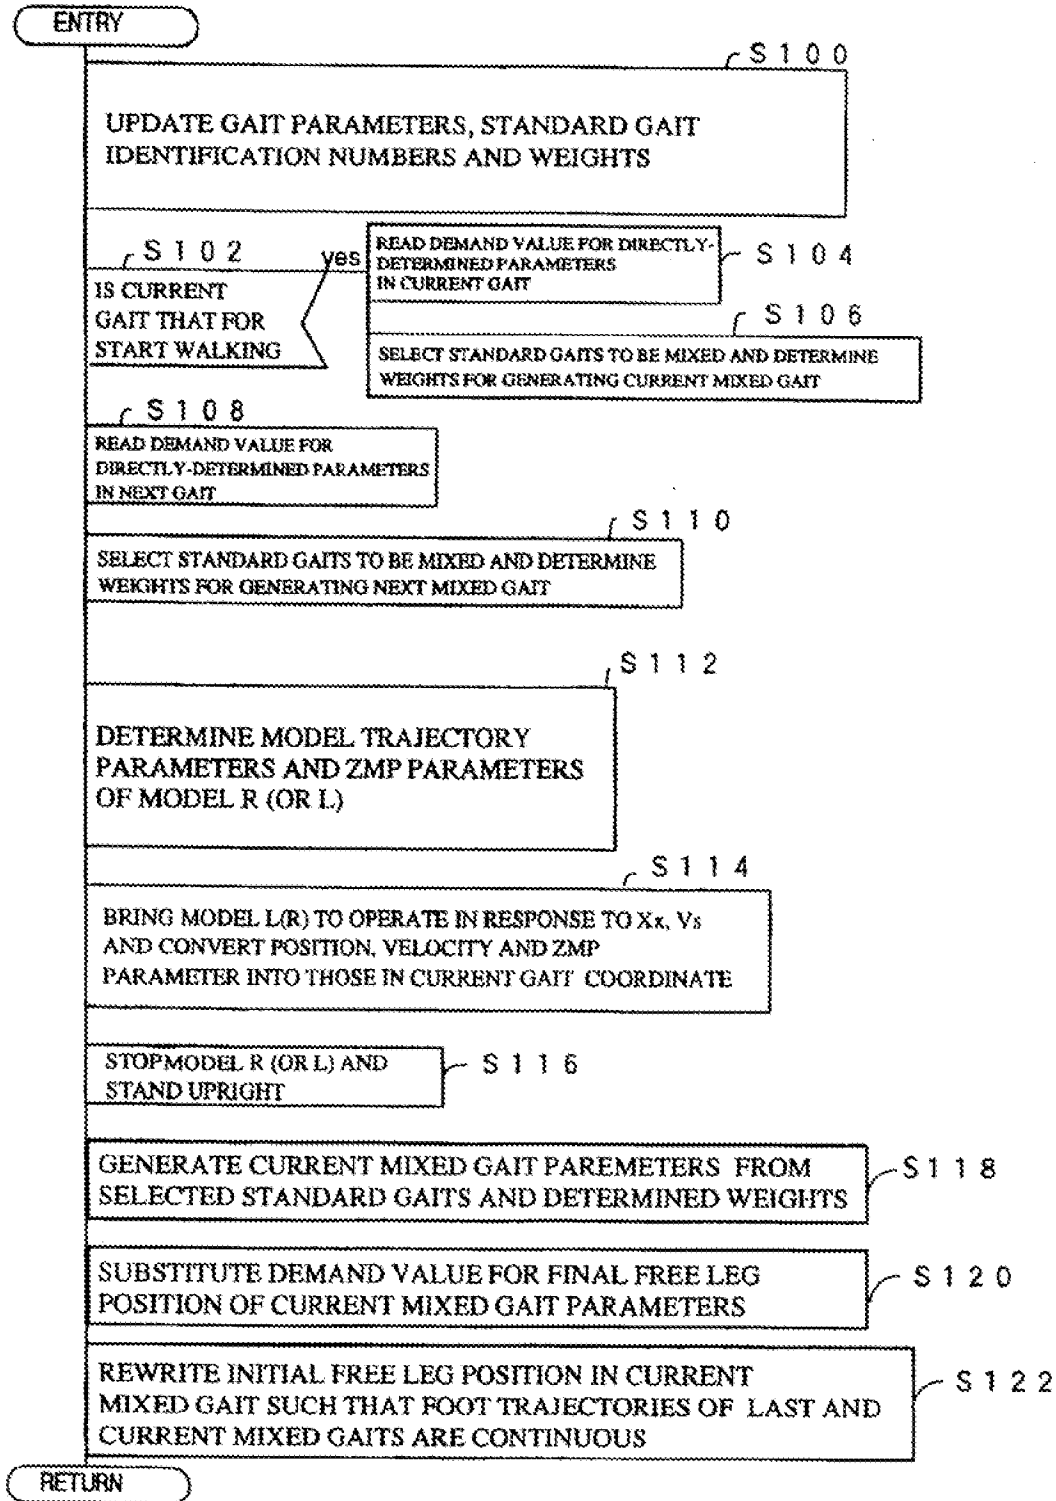 ENTRY
S100
UPDATE GAIT PARAMETERS, STANDARD GAIT
IDENTIFICATION NUMBERS AND WEIGHTS
S102
IS CURRENT
GAIT THAT FOR
START WALKING
yes
READ DEMAND VALUE FOR DIRECTLY-
DETERMINED PARAMETERS
IN CURRENT GAIT
S104
S106
SELECT STANDARD GAITS TO BE MIXED AND DETERMINE
WEIGHTS FOR GENERATING CURRENT MIXED GAIT
S108
READ DEMAND VALUE FOR
DIRECTLY-DETERMINED PARAMETERS
IN NEXT GAIT
S110
SELECT STANDARD GAITS TO BE MIXED AND DETERMINE
WEIGHTS FOR GENERATING NEXT MIXED GAIT
S112
DETERMINE MODEL TRAJECTORY
PARAMETERS AND ZMP PARAMETERS
OF MODEL R (OR L)
S114
BRING MODEL L(R) TO OPERATE IN RESPONSE TO Xx, Vs
AND CONVERT POSITION, VELOCITY AND ZMP
PARAMETER INTO THOSE IN CURRENT GAIT COORDINATE
STOPMODEL R (OR L) AND
STAND UPRIGHT
S116
GENERATE CURRENT MIXED GAIT PAREMETERS FROM
SELECTED STANDARD GAITS AND DETERMINED WEIGHTS
S118
SUBSTITUTE DEMAND VALUE FOR FINAL FREE LEG
POSITION OF CURRENT MIXED GAIT PARAMETERS
S120
REWRITE INITIAL FREE LEG POSITION IN CURRENT
MIXED GAIT SUCH THAT FOOT TRAJECTORIES OF LAST AND
CURRENT MIXED GAITS ARE CONTINUOUS
S122
RETURN